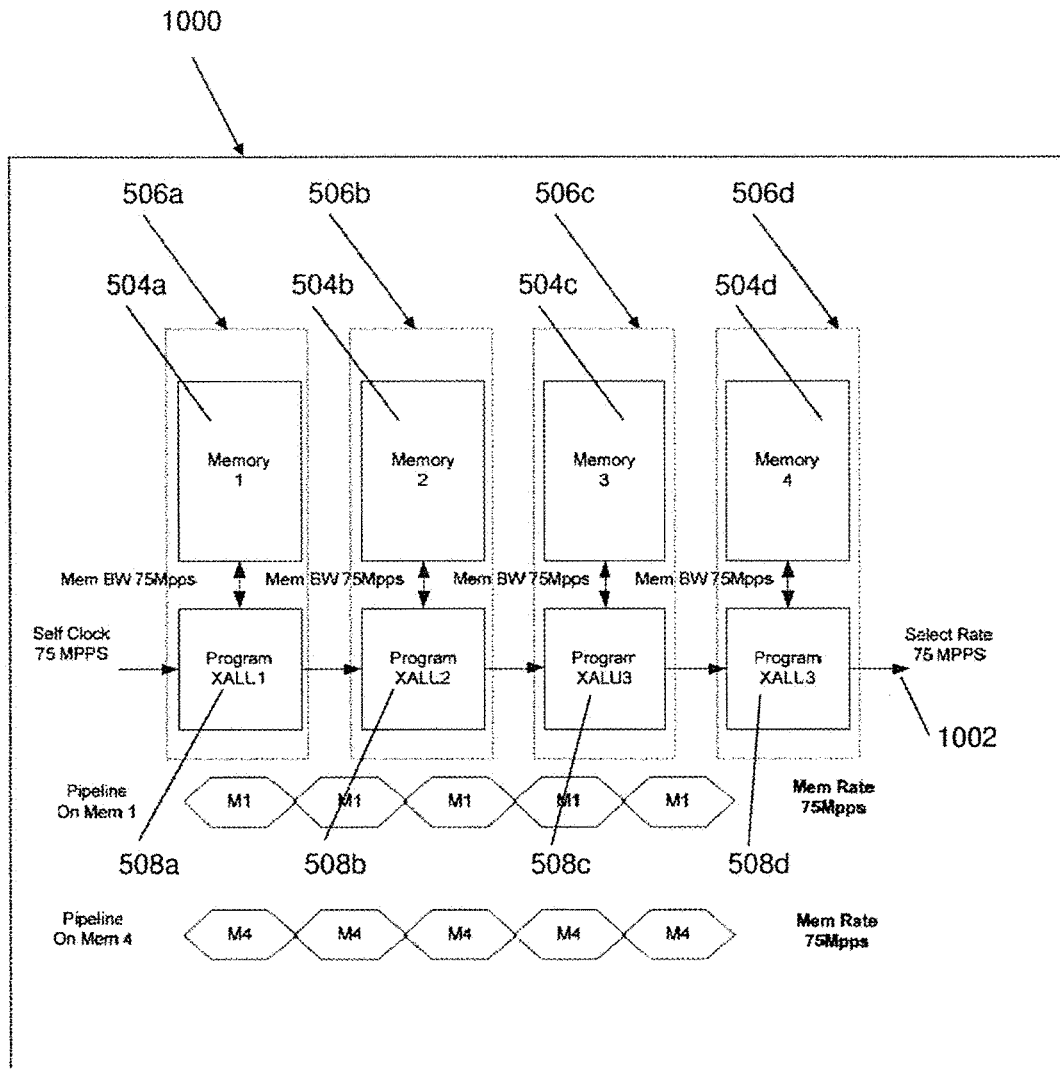 1000
506a
506b
506c
506d
504a
504b
504c
504d
Memory
1
Memory
2
Memory
3
Memory
4
Mem BW 75Mpps
Mem BW 75Mpps
Mem BW 75Mpps
Mem BW 75Mpps
Self Clock
75 MPPS
Program
XALL1
Program
XALL2
Program
XALU3
Program
XALL3
Select Rate
75 MPPS
1002
Pipeline
On Mem 1
M1
M1
M1
M1
M1
Mem Rate
75Mpps
508a
508b
508c
508d
Pipeline
On Mem 4
M4
M4
M4
M4
M4
Mem Rate
75Mpps